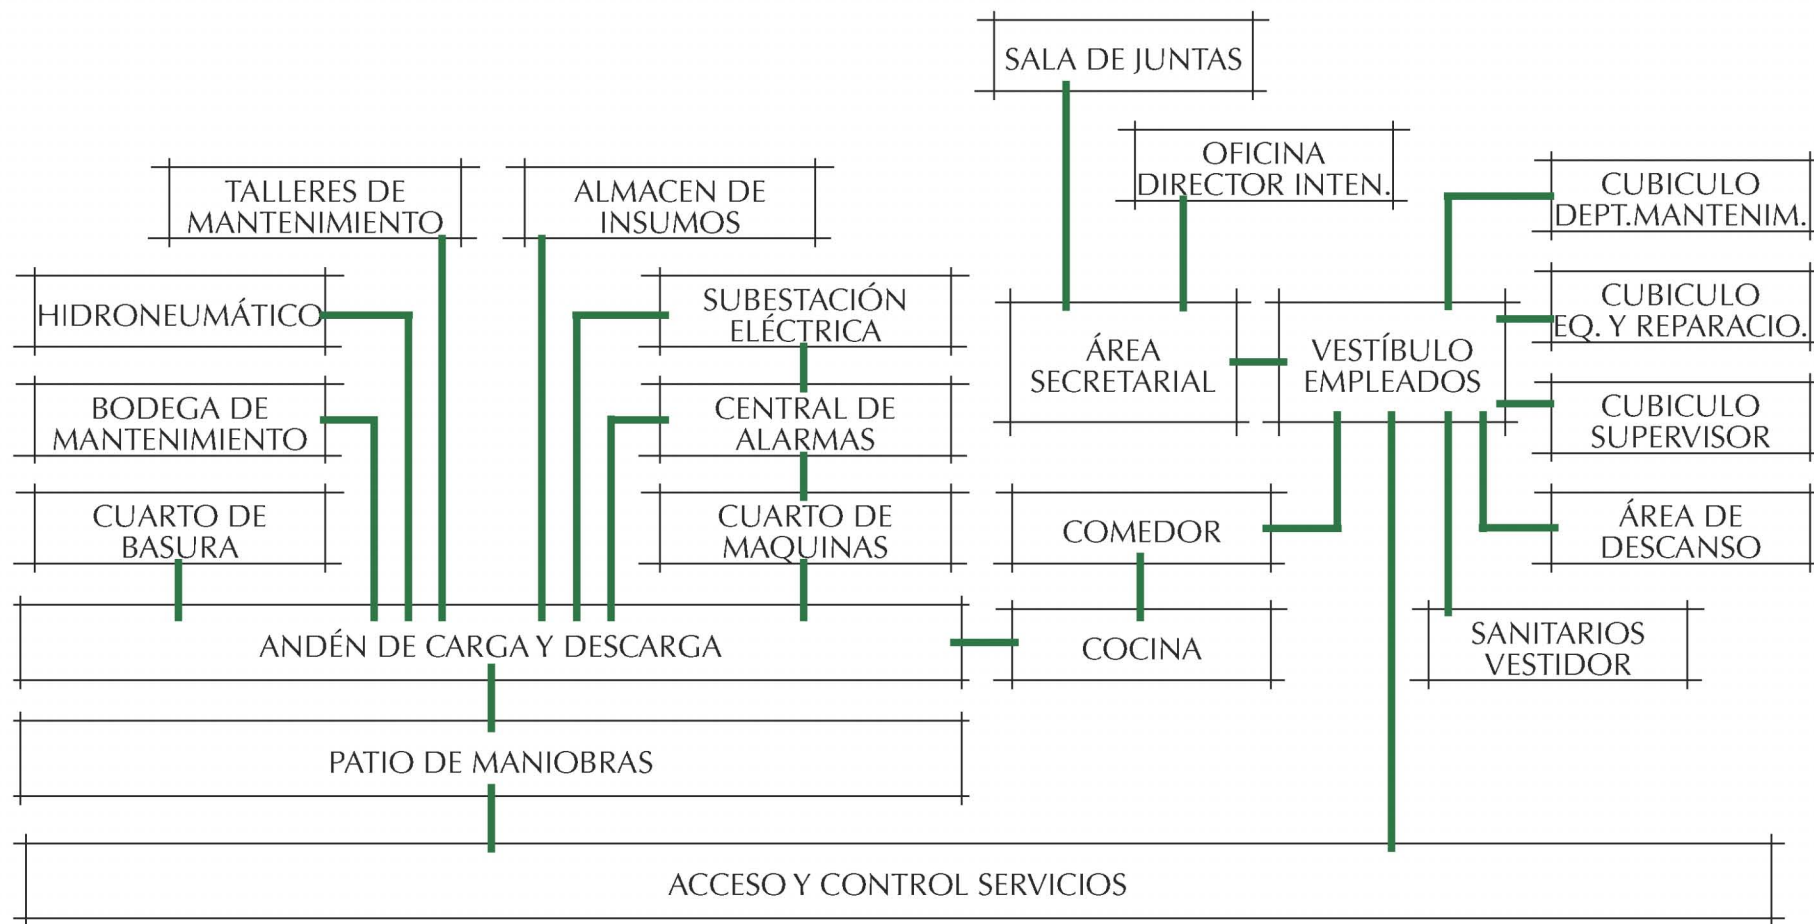 SALA DE JUNTAS
OFICINA
DIRECTOR INTEN.
TALLERES DE
MANTENIMIENTO
ALMACEN DE
INSUMOS
CUBICULO
DEPT.MANTENIM.
HIDRONEUMÁTICO
SUBESTACIÓN
ELÉCTRICA
ÁREA
SECRETARIAL
VESTÍBULO
EMPLEADOS
CUBICULO
EQ. Y REPARACIO.
BODEGA DE
MANTENIMIENTO
CENTRAL DE
ALARMAS
CUBICULO
SUPERVISOR
CUARTO DE
BASURA
CUARTO DE
MAQUINAS
COMEDOR
ÁREA DE
DESCANSO
ANDÉN DE CARGA Y DESCARGA
COCINA
SANITARIOS
VESTIDOR
PATIO DE MANIOBRAS
ACCESO Y CONTROL SERVICIOS